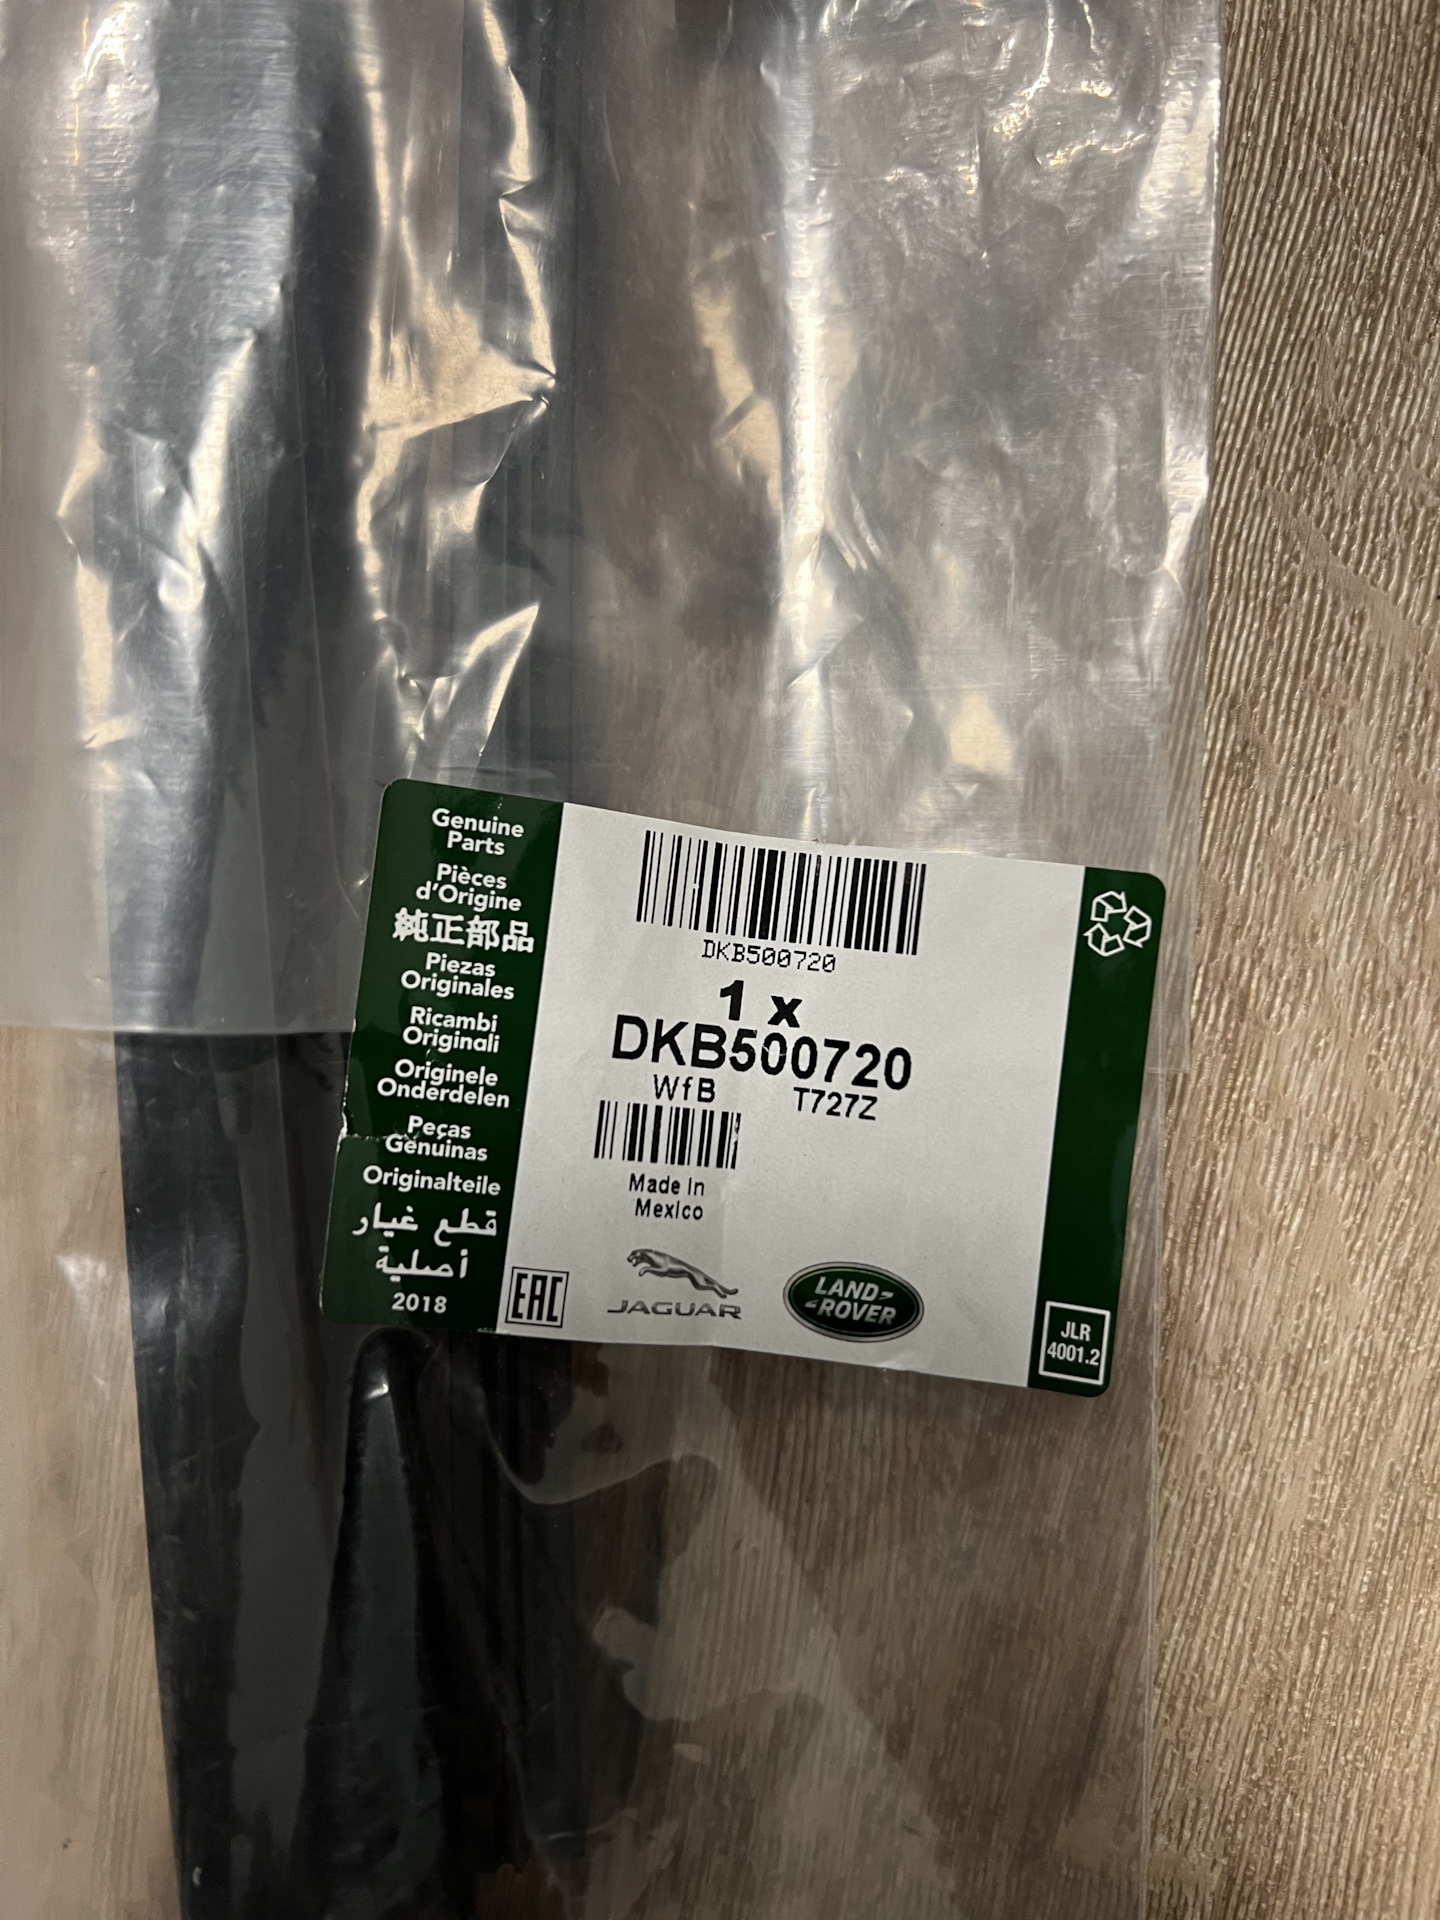 Genuine
Parts
Pièces
d'Origine
純正部品
Piezas
Originales
Ricambi
Originali
Originele
Onderdelen
Peças
Genuinas
Originalteile
قطع غيار
أصلية
2018
DKB500720
1 x
DKB500720
WfB T727Z
Made In
Mexico
EAC
JAGUAR
LAND-
-ROVER
JLR
4001.2